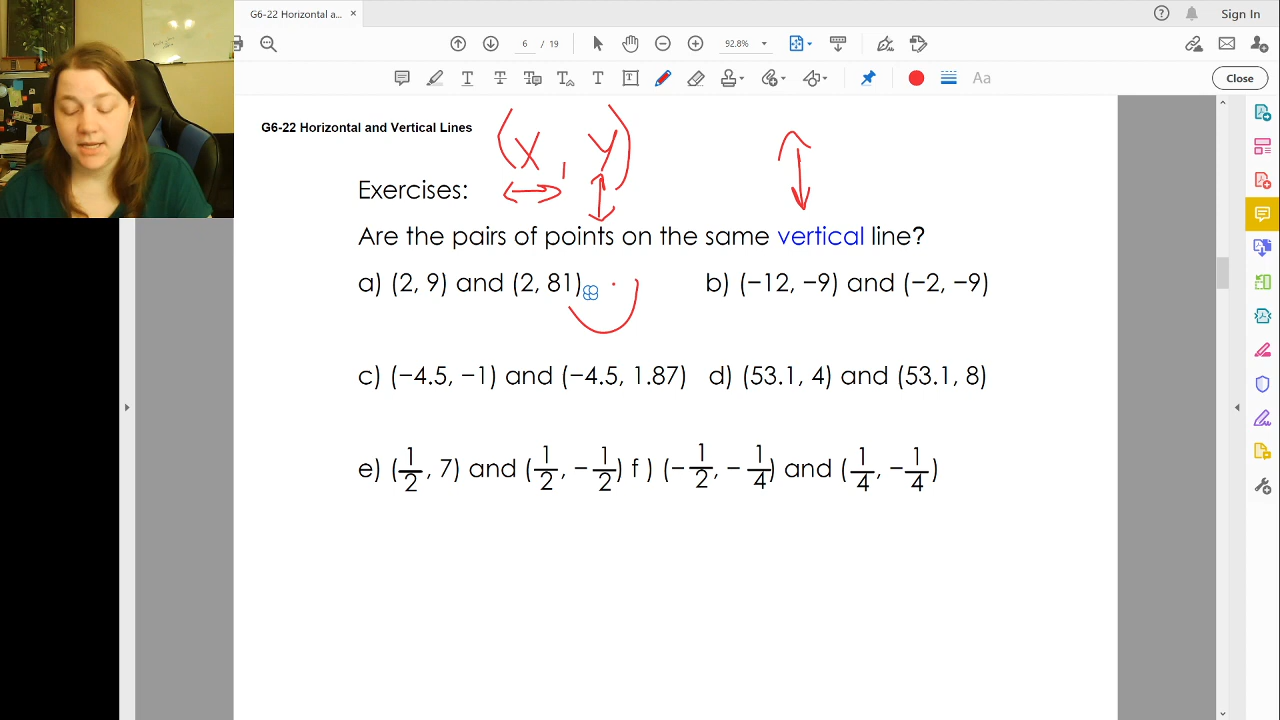 G6-22 Horizontal a... ×
Sign In
6 / 19
92.8%
Aa
Close
G6-22 Horizontal and Vertical Lines
(X, Y)
Exercises:
Are the pairs of points on the same vertical line?
a) (2, 9) and (2, 81) b) (−12, −9) and (−2, −9)
c) (−4.5, −1) and (−4.5, 1.87) d) (53.1, 4) and (53.1, 8)
e) (1/2, 7) and (1/2, −1/2) f ) (−1/2, −1/4) and (1/4, −1/4)